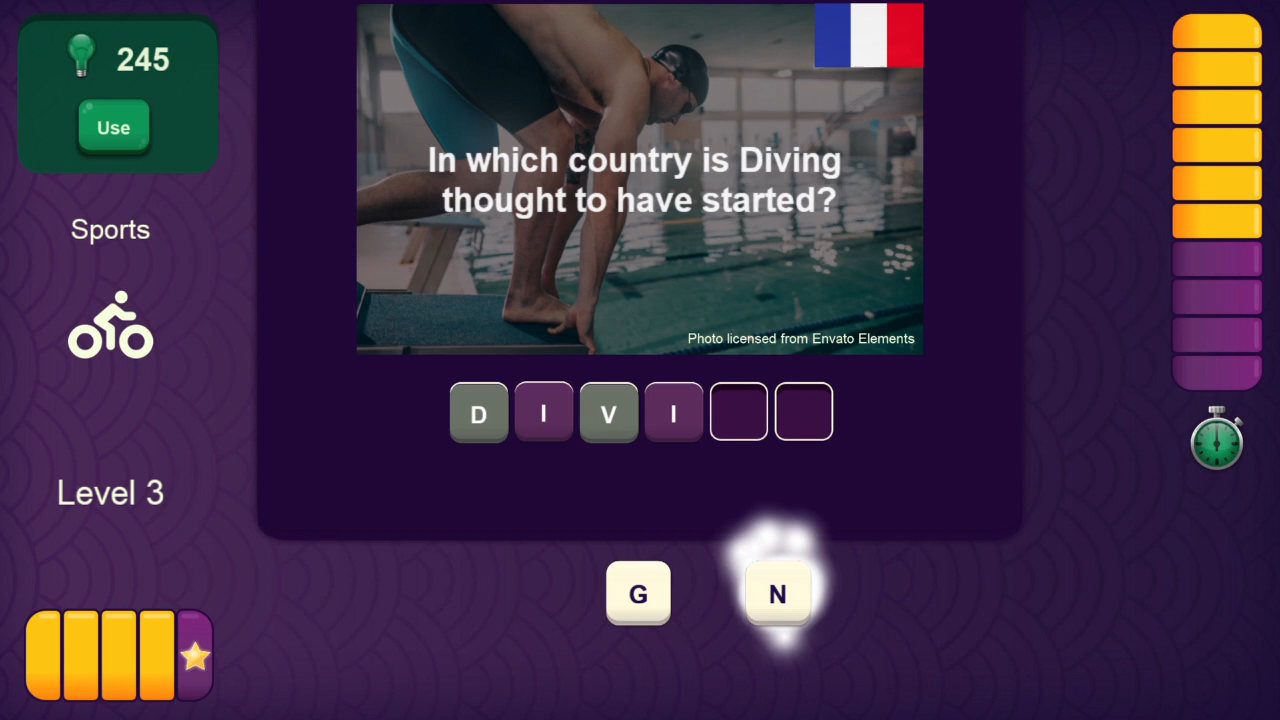 245
Use
Sports
Level 3
In which country is Diving
thought to have started?
Photo licensed from Envato Elements
D I V I
G N